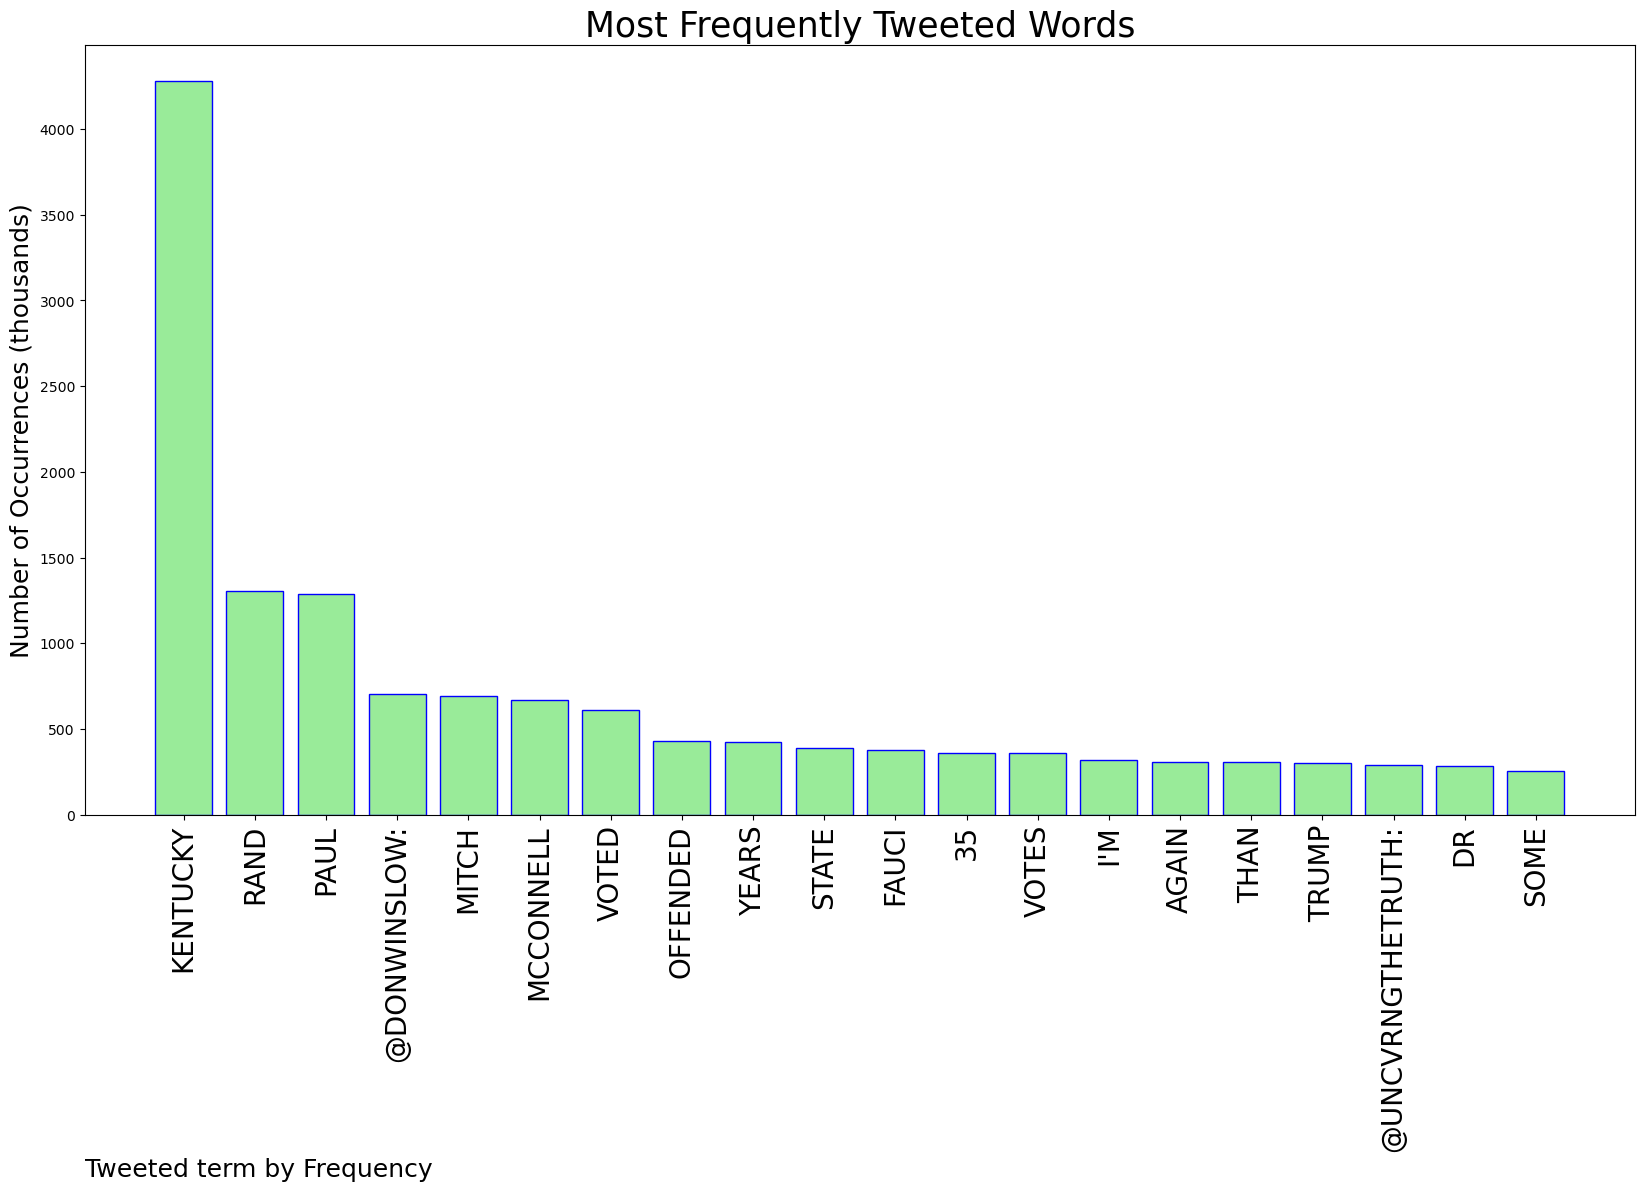 Most Frequently Tweeted Words
Number of Occurrences (thousands)
4000
3500
3000
2500
2000
1500
1000
500
0
KENTUCKY
RAND
PAUL
@DONWINSLOW:
MITCH
MCCONNELL
VOTED
OFFENDED
YEARS
STATE
FAUCI
35
VOTES
I'M
AGAIN
THAN
TRUMP
@UNCVRNGTHETRUTH:
DR
SOME
Tweeted term by Frequency